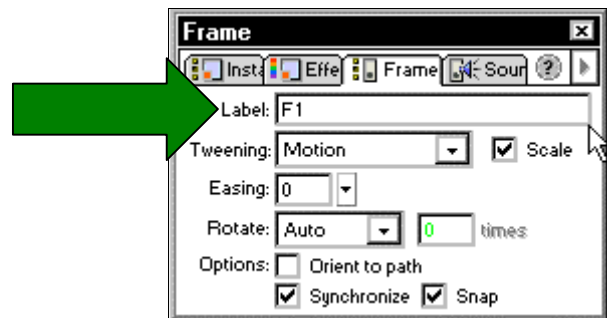 Frame
Insta Effe Frame Sour ?
Label: F1
Tweening: Motion Scale
Easing: 0
Rotate: Auto 0 times
Options: Orient to path
Synchronize Snap